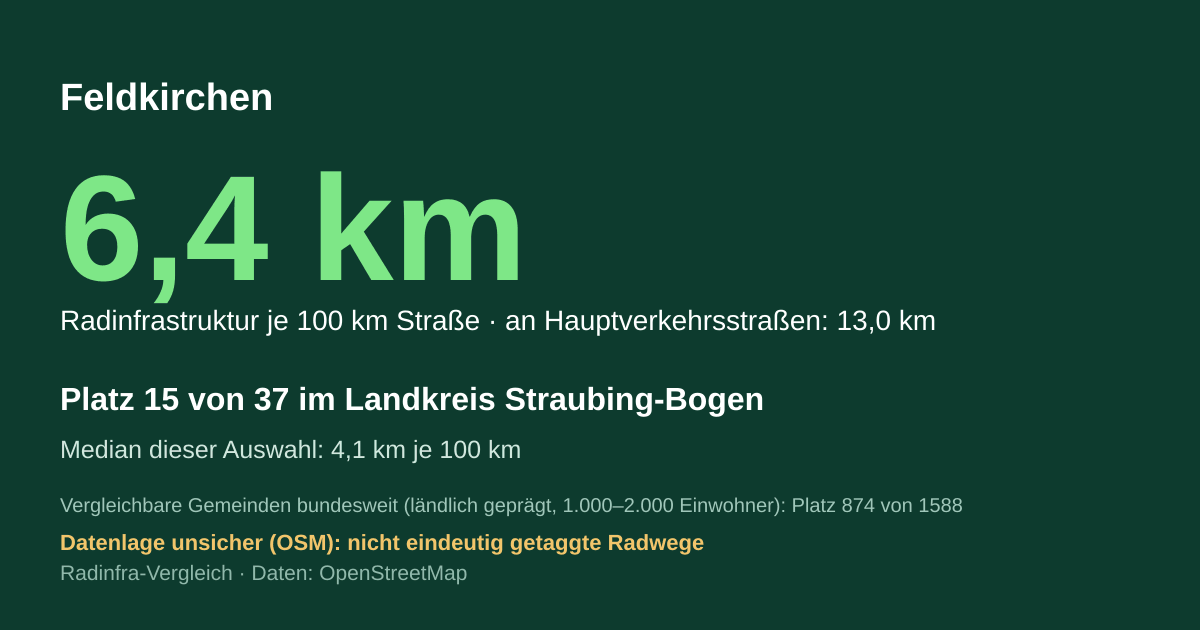 Feldkirchen
6,4 km
Radinfrastruktur je 100 km Straße · an Hauptverkehrsstraßen: 13,0 km
Platz 15 von 37 im Landkreis Straubing-Bogen
Median dieser Auswahl: 4,1 km je 100 km
Vergleichbare Gemeinden bundesweit (ländlich geprägt, 1.000–2.000 Einwohner): Platz 874 von 1588
Datenlage unsicher (OSM): nicht eindeutig getaggte Radwege
Radinfra-Vergleich · Daten: OpenStreetMap